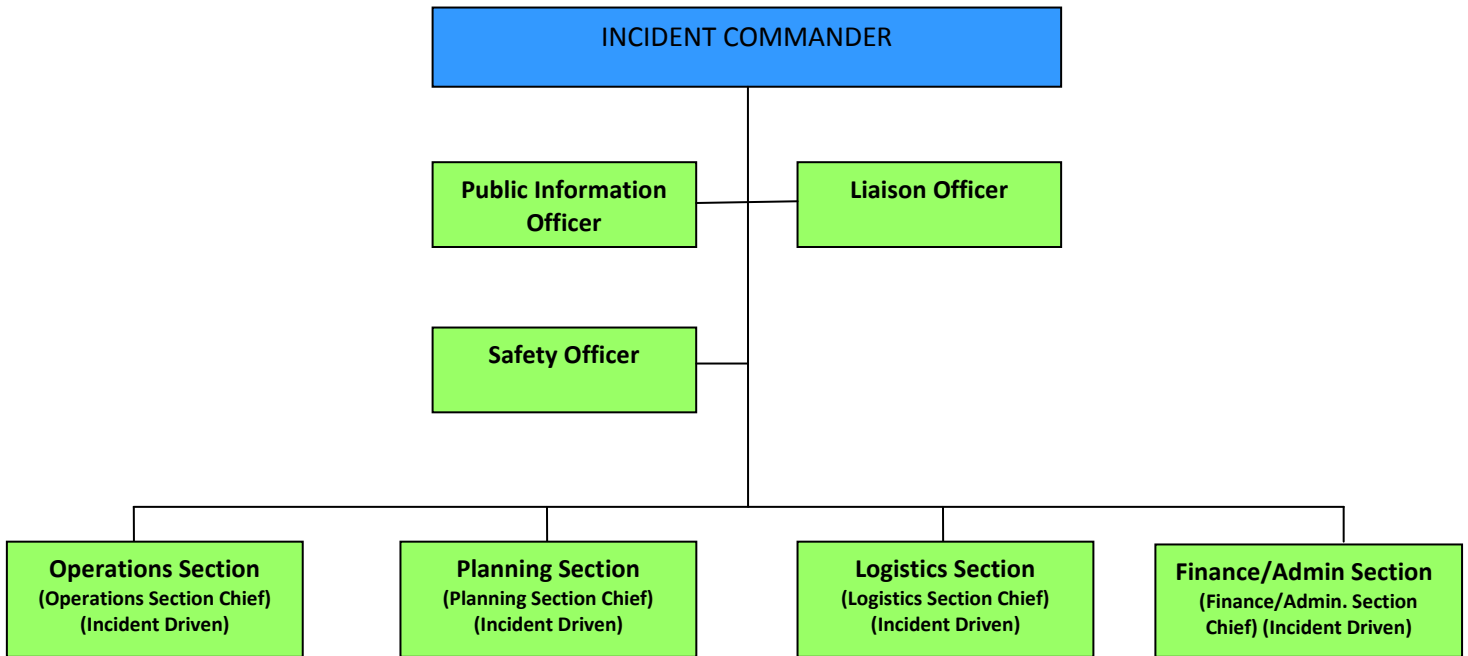 INCIDENT COMMANDER
Public Information
Officer
Liaison Officer
Safety Officer
Operations Section
(Operations Section Chief)
(Incident Driven)
Planning Section
(Planning Section Chief)
(Incident Driven)
Logistics Section
(Logistics Section Chief)
(Incident Driven)
Finance/Admin Section
(Finance/Admin. Section
Chief) (Incident Driven)